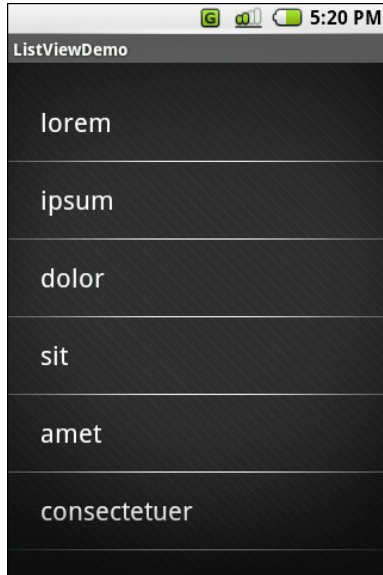 G 5:20 PM
ListViewDemo
lorem
ipsum
dolor
sit
amet
consectetuer